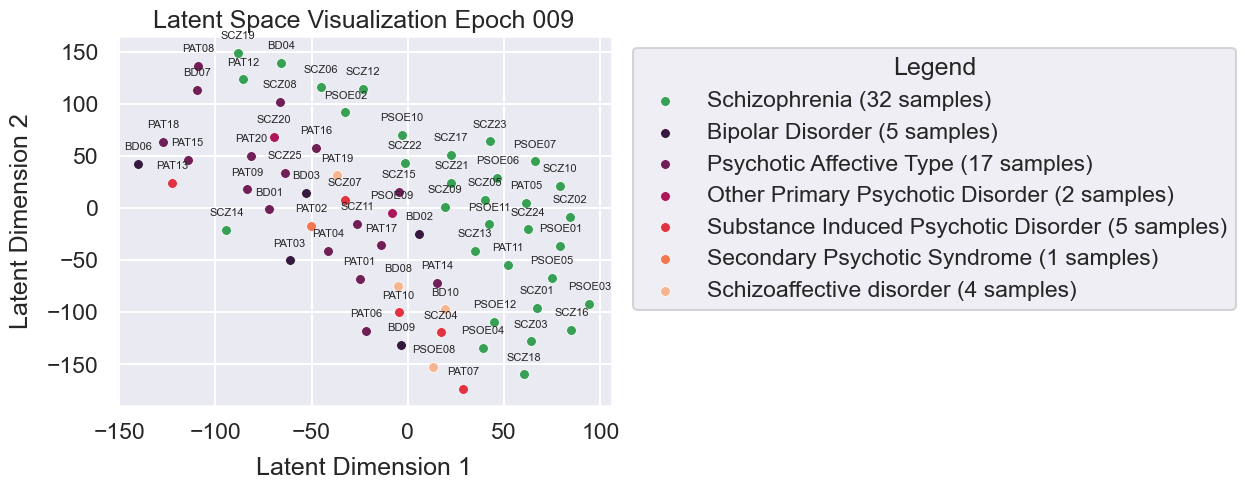 Latent Space Visualization Epoch 009
SCZ19
PAT08
BD04
PAT12
BD07
SCZ06
SCZ12
SCZ08
PSOE02
SCZ20
PSOE10
PAT18
PAT16
SCZ17
SCZ23
BD06
PAT15
PAT20
SCZ22
PSOE07
PAT13
SCZ25
PAT19
SCZ21
PSOE06
PAT09
BD03
SCZ07
SCZ15
SCZ10
BD01
PSOE09
SCZ09
SCZ05
PAT05
SCZ14
PAT02
SCZ11
BD02
PSOE11
SCZ24
SCZ02
PAT03
PAT04
PAT17
SCZ13
PAT11
PSOE01
PAT01
BD08
PAT14
PSOE05
PAT10
BD10
PSOE12
SCZ01
PSOE03
PAT06
BD09
SCZ04
PSOE04
SCZ03
SCZ16
PSOE08
SCZ18
PAT07
150
100
50
0
−50
−100
−150
Latent Dimension 2
−150
−100
−50
0
50
100
Latent Dimension 1
Legend
Schizophrenia (32 samples)
Bipolar Disorder (5 samples)
Psychotic Affective Type (17 samples)
Other Primary Psychotic Disorder (2 samples)
Substance Induced Psychotic Disorder (5 samples)
Secondary Psychotic Syndrome (1 samples)
Schizoaffective disorder (4 samples)